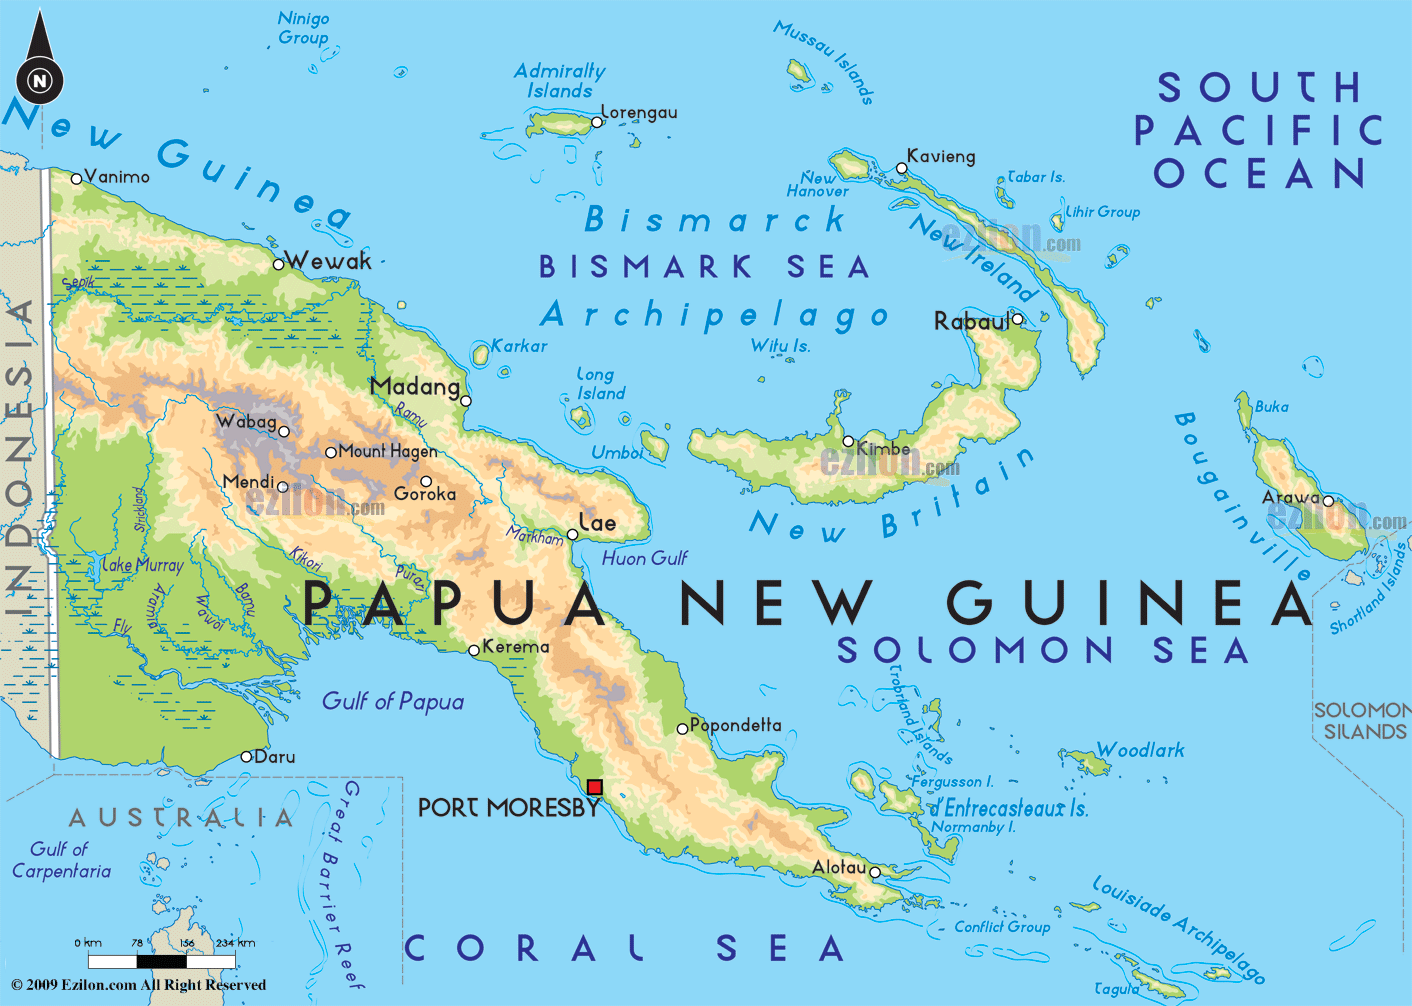 N
Ninigo
Group
Mussau Islands
Admiralty
Islands
Lorengau
SOUTH
PACIFIC
OCEAN
New Guinea
Vanimo
Wewak
Kavieng
New
Hanover
Tabar Is.
Lihir Group
New Ireland
ezilon.com
Bismarck
BISMARK SEA
Archipelago
Sepik
Rabaul
Witu Is.
Karkar
Long
Island
Madang
Ramu
Umboi
Buka
Bougainville
INDONESIA
Wabag
Mount Hagen
Mendi
Goroka
ezilon.com
Kimbe
ezilon.com
New Britain
Arawa
ezilon.com
Strickland
Lae
Markham
Huon Gulf
Lake Murray
Kikori
Purari
Shortland Islands
Aramia
Wawoi
Bamu
Fly
PAPUA NEW GUINEA
SOLOMON SEA
Kerema
Gulf of Papua
Trobriand Islands
SOLOMON
SILANDS
Popondetta
Woodlark
Daru
Fergusson I.
d'Entrecasteaux Is.
Normanby I.
PORT MORESBY
AUSTRALIA
Great Barrier Reef
Gulf of
Carpentaria
Alotau
Louisiade Archipelago
Conflict Group
CORAL SEA
Tagula
0 km 78 156 234 km
© 2009 Ezilon.com All Right Reserved